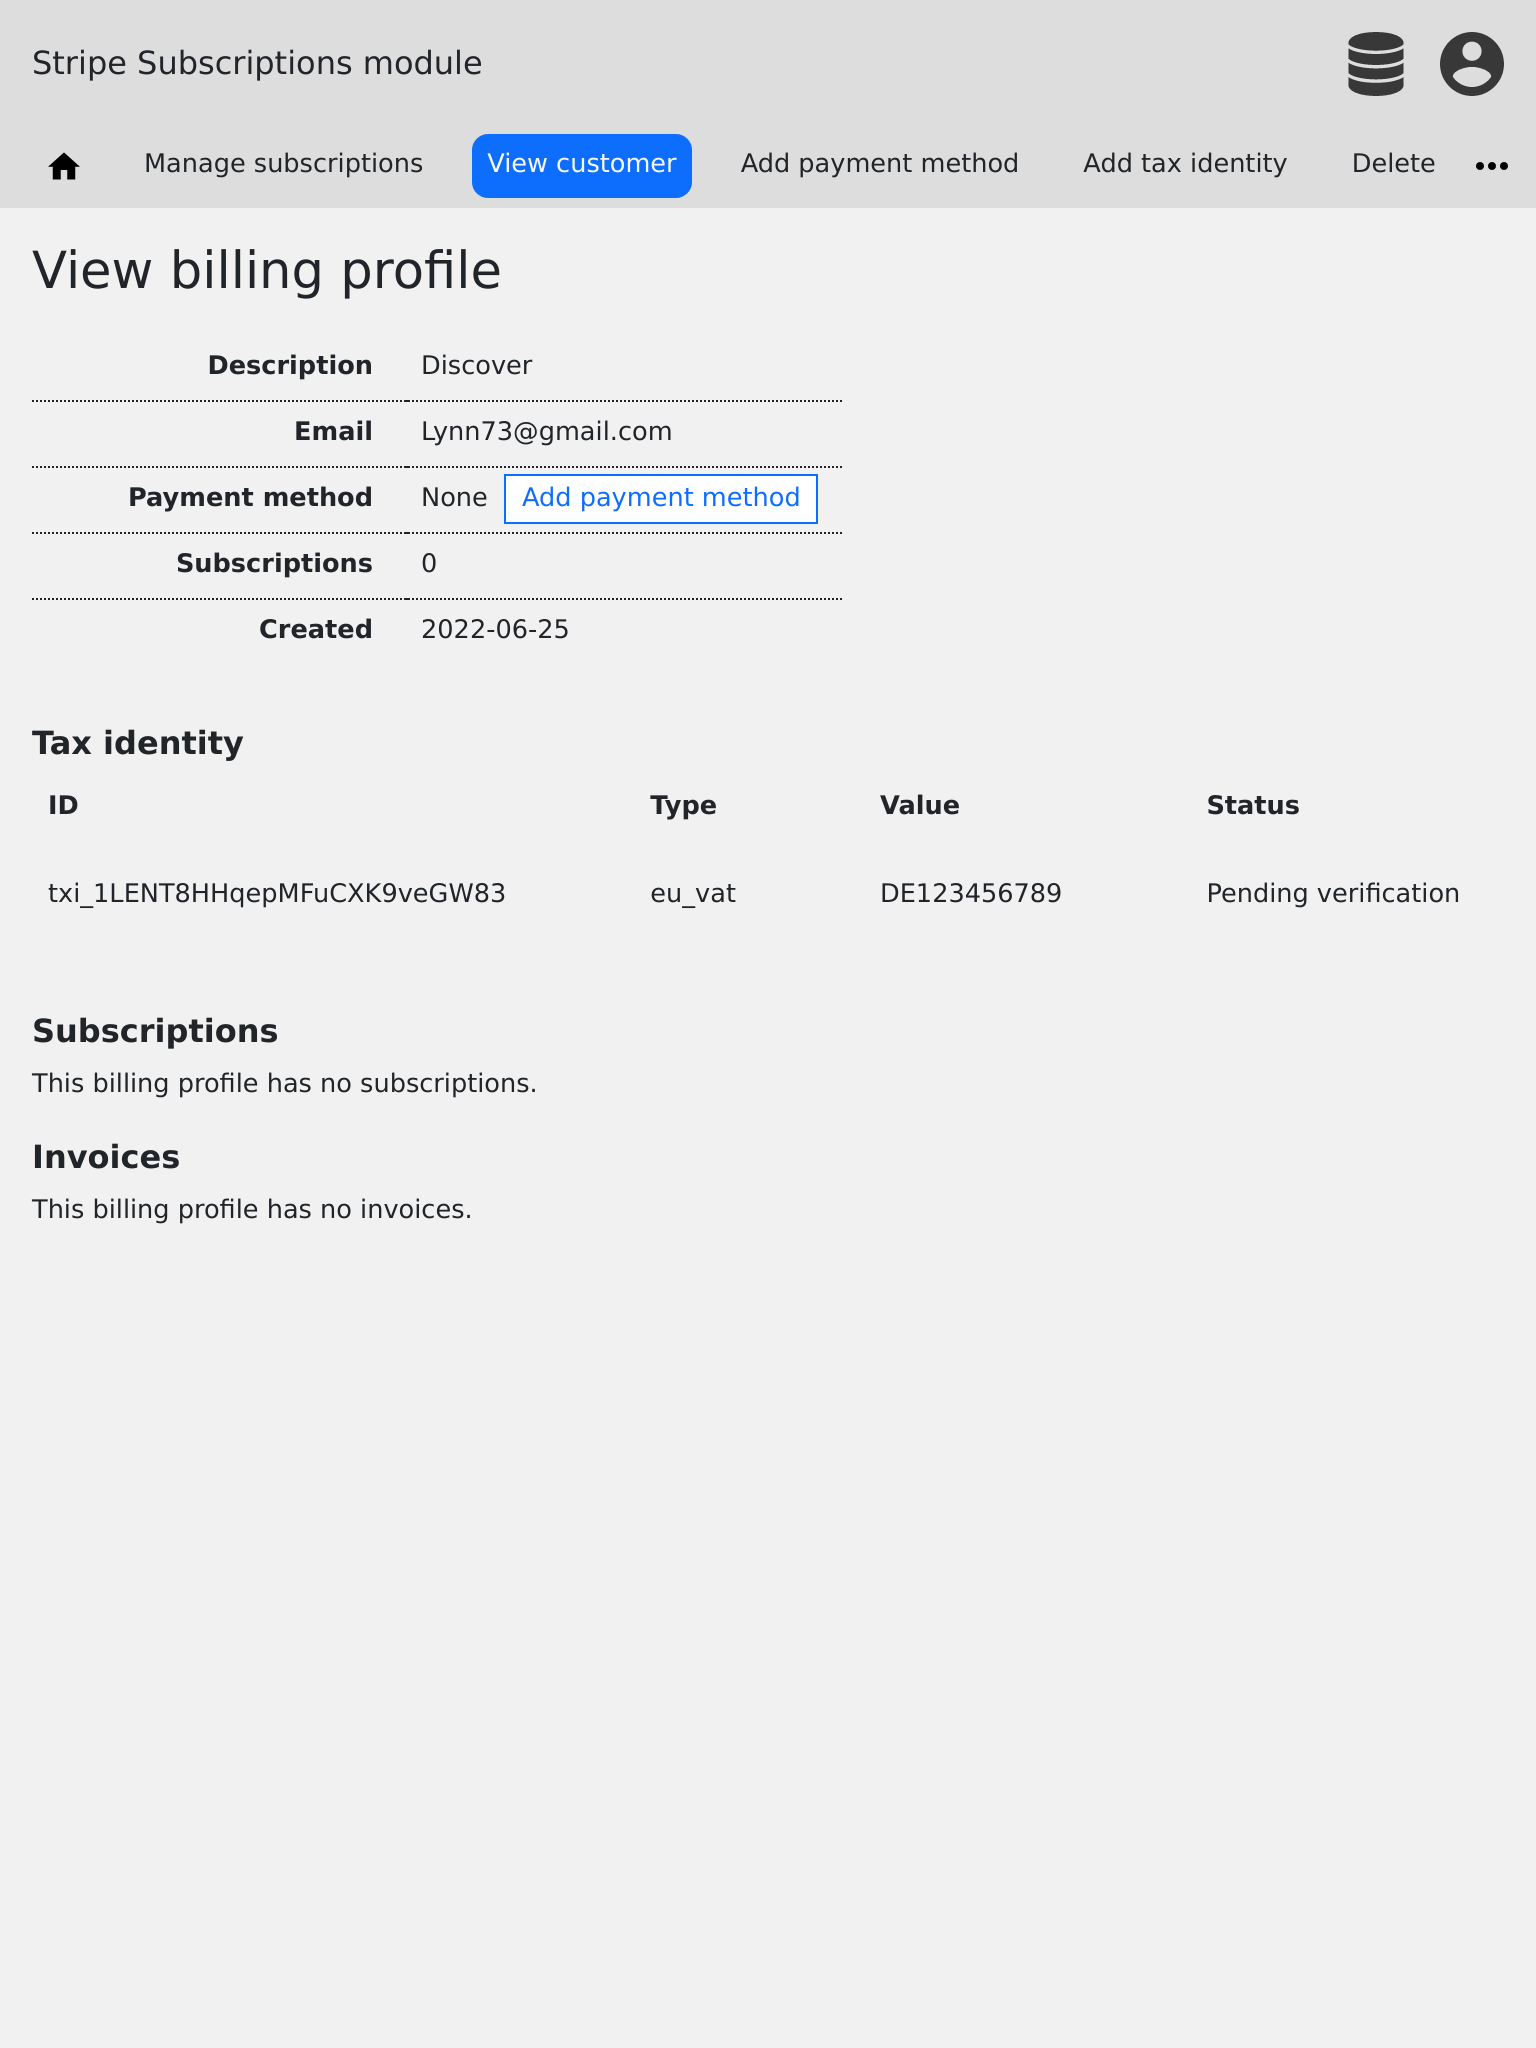 Stripe Subscriptions module
Manage subscriptions View customer Add payment method Add tax identity Delete
View billing profile
Description Discover
Email Lynn73@gmail.com
Payment method None Add payment method
Subscriptions 0
Created 2022-06-25
Tax identity
ID Type Value Status
txi_1LENT8HHqepMFuCXK9veGW83 eu_vat DE123456789 Pending verification
Subscriptions
This billing profile has no subscriptions.
Invoices
This billing profile has no invoices.